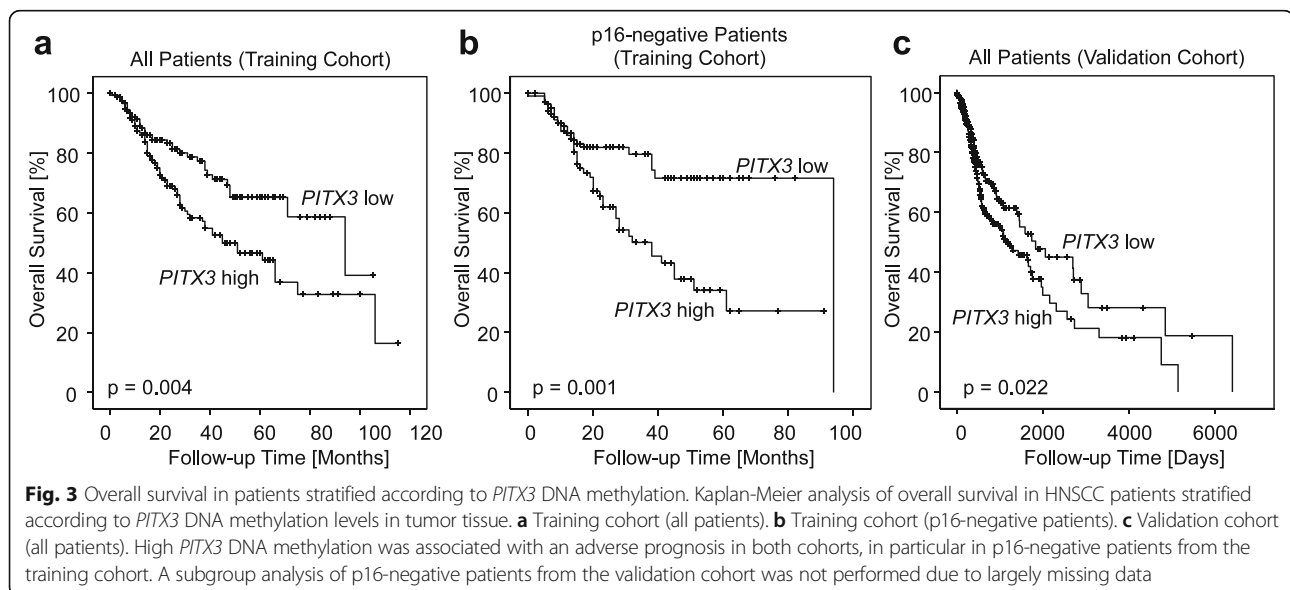 a
All Patients (Training Cohort)
Overall Survival [%]
100
80
60
40
20
0
PITX3 low
PITX3 high
p = 0.004
0 20 40 60 80 100 120
Follow-up Time [Months]
b
p16-negative Patients
(Training Cohort)
Overall Survival [%]
100
80
60
40
20
0
PITX3 low
PITX3 high
p = 0.001
0 20 40 60 80 100
Follow-up Time [Months]
c
All Patients (Validation Cohort)
Overall Survival [%]
100
80
60
40
20
0
PITX3 low
PITX3 high
p = 0.022
0 2000 4000 6000
Follow-up Time [Days]
Fig. 3 Overall survival in patients stratified according to PITX3 DNA methylation. Kaplan-Meier analysis of overall survival in HNSCC patients stratified
according to PITX3 DNA methylation levels in tumor tissue. a Training cohort (all patients). b Training cohort (p16-negative patients). c Validation cohort
(all patients). High PITX3 DNA methylation was associated with an adverse prognosis in both cohorts, in particular in p16-negative patients from the
training cohort. A subgroup analysis of p16-negative patients from the validation cohort was not performed due to largely missing data